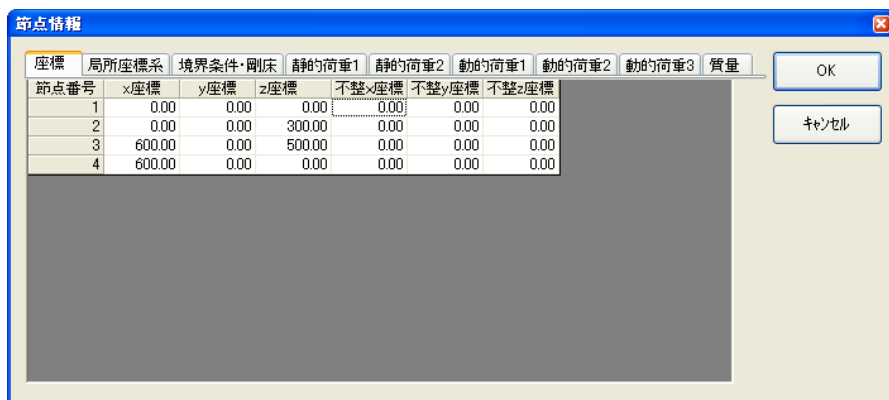 節点情報
座標 局所座標系 境界条件・剛床 静的荷重1 静的荷重2 動的荷重1 動的荷重2 動的荷重3 質量
OK
節点番号 x座標 y座標 z座標 不整x座標 不整y座標 不整z座標
1 0.00 0.00 0.00 0.00 0.00 0.00
2 0.00 0.00 300.00 0.00 0.00 0.00
キャンセル
3 600.00 0.00 500.00 0.00 0.00 0.00
4 600.00 0.00 0.00 0.00 0.00 0.00